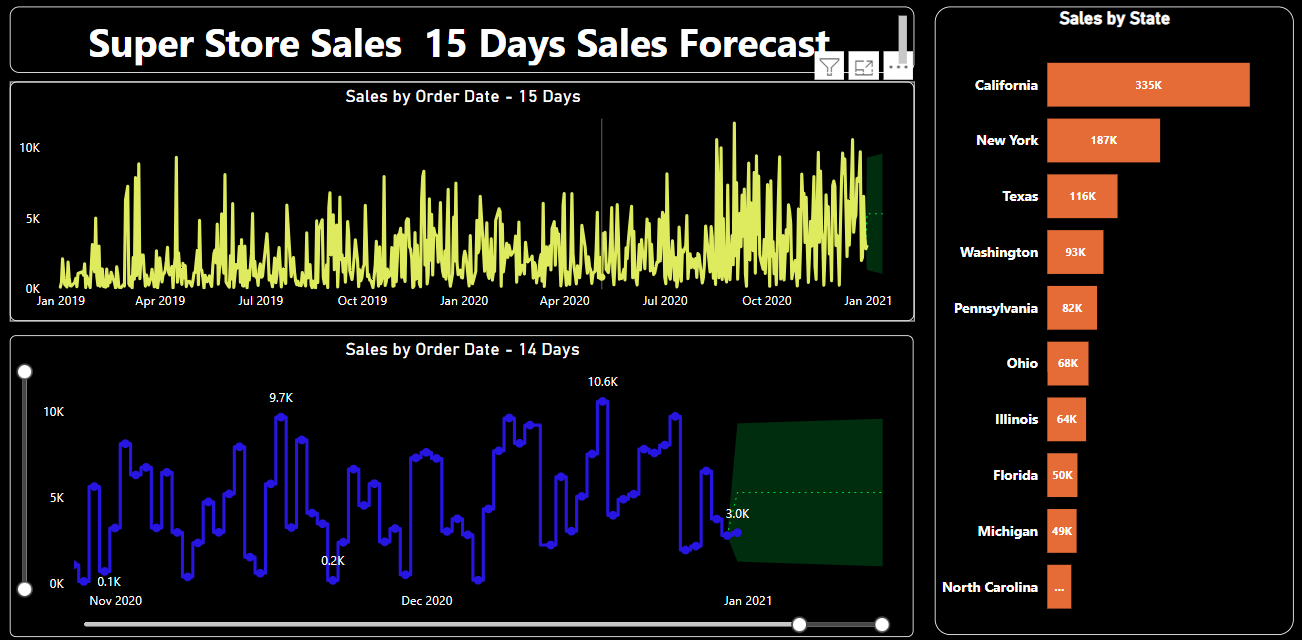 Super Store Sales  15 Days Sales Forecast
Sales by Order Date - 15 Days
10K
5K
0K
Jan 2019 Apr 2019 Jul 2019 Oct 2019 Jan 2020 Apr 2020 Jul 2020 Oct 2020 Jan 2021
Sales by Order Date - 14 Days
10.6K
9.7K
10K
5K
3.0K
0.2K
0K
0.1K
Nov 2020 Dec 2020 Jan 2021
Sales by State
California 335K
New York 187K
Texas 116K
Washington 93K
Pennsylvania 82K
Ohio 68K
Illinois 64K
Florida 50K
Michigan 49K
North Carolina ...